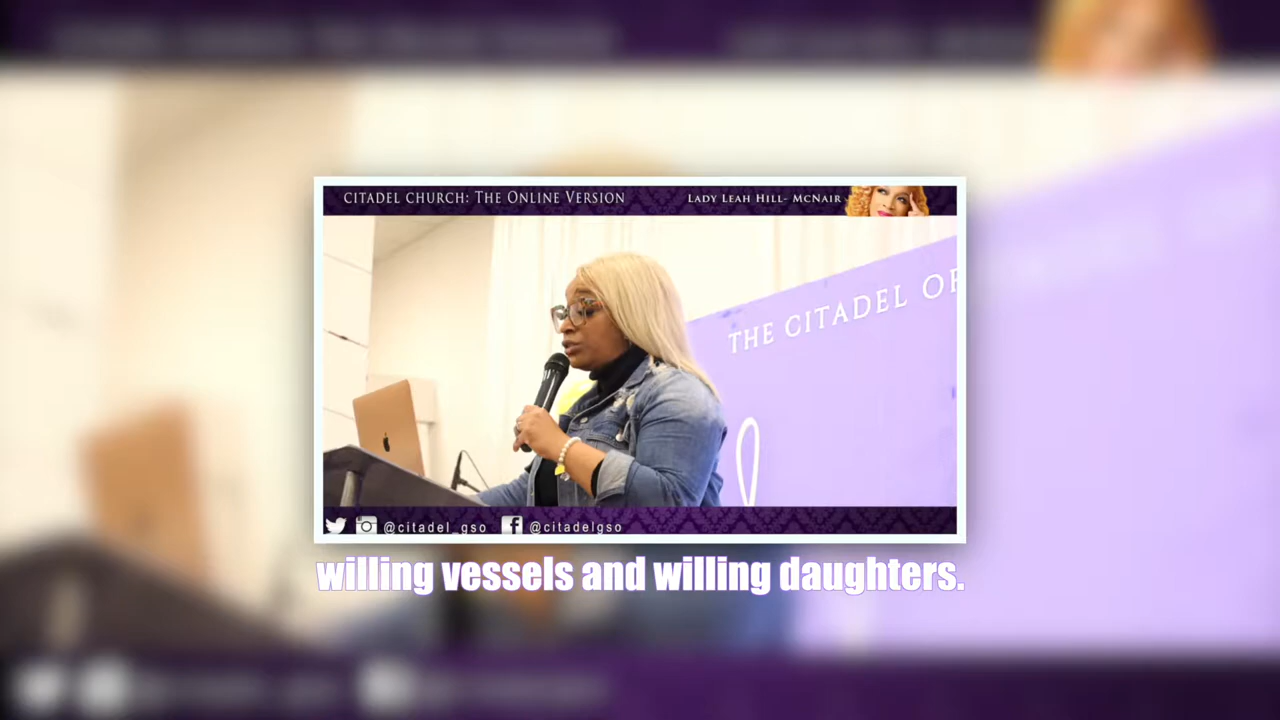 CITADEL CHURCH: THE ONLINE VERSION
LADY LEAH HILL- MCNAIR
THE CITADEL OF
@citadel_gso
@citadelgso
willing vessels and willing daughters.